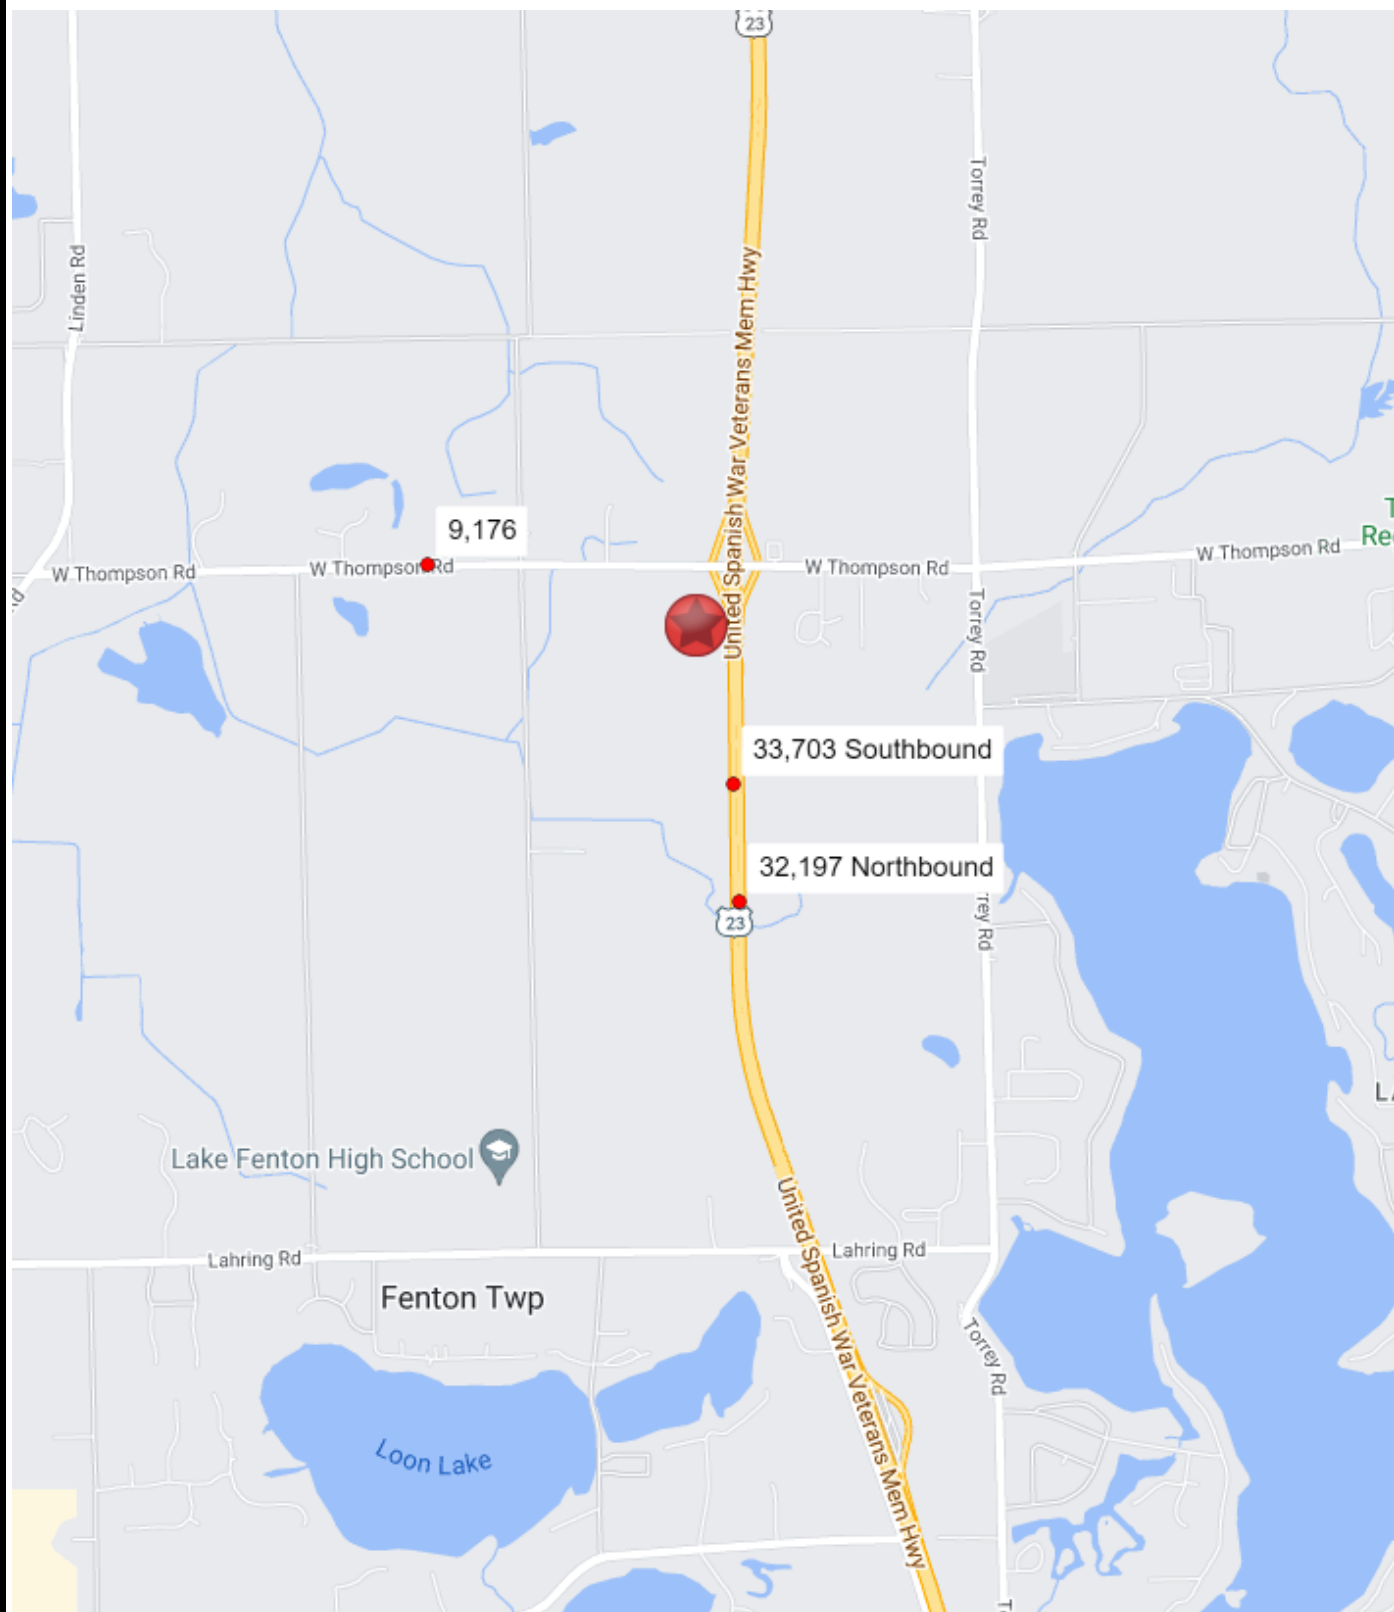 23
Torrey Rd
Linden Rd
United Spanish War Veterans Mem Hwy
9,176
W Thompson Rd
W Thompson Rd
W Thompson Rd
W Thompson Rd
Torrey Rd
33,703 Southbound
32,197 Northbound
23
rrey Rd
Lake Fenton High School
Lahring Rd
Lahring Rd
Fenton Twp
United Spanish War Veterans Mem Hwy
Torrey Rd
Loon Lake